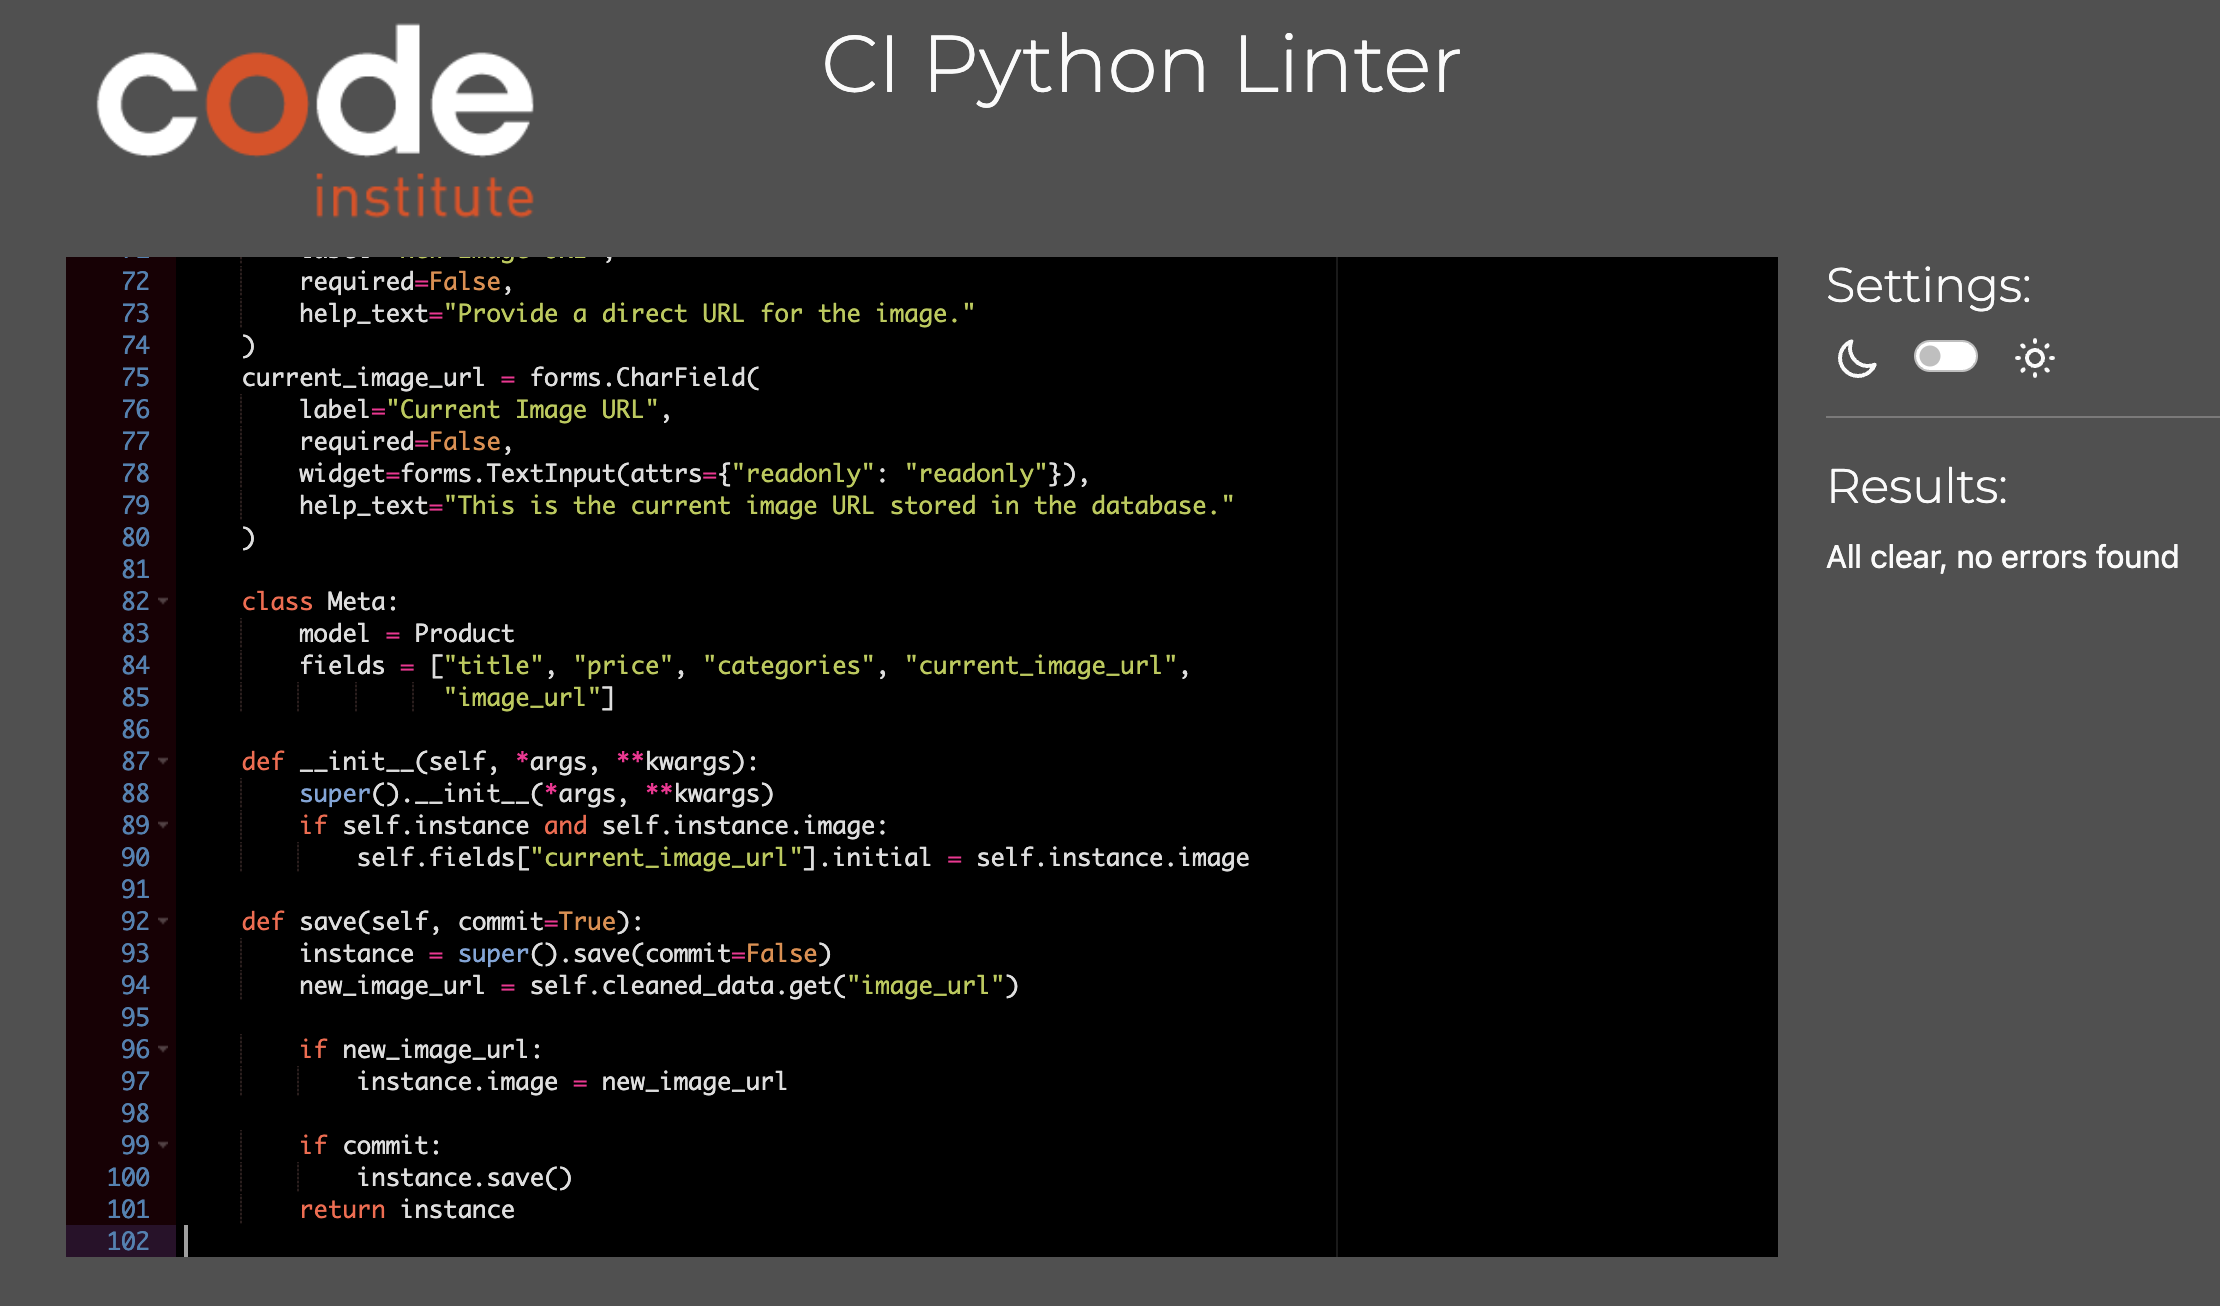 code
institute
CI Python Linter
72 required=False,
73 help_text="Provide a direct URL for the image."
74 )
75 current_image_url = forms.CharField(
76 label="Current Image URL",
77 required=False,
78 widget=forms.TextInput(attrs={"readonly": "readonly"}),
79 help_text="This is the current image URL stored in the database."
80 )
81
82 class Meta:
83 model = Product
84 fields = ["title", "price", "categories", "current_image_url",
85 "image_url"]
86
87 def __init__(self, *args, **kwargs):
88 super().__init__(*args, **kwargs)
89 if self.instance and self.instance.image:
90 self.fields["current_image_url"].initial = self.instance.image
91
92 def save(self, commit=True):
93 instance = super().save(commit=False)
94 new_image_url = self.cleaned_data.get("image_url")
95
96 if new_image_url:
97 instance.image = new_image_url
98
99 if commit:
100 instance.save()
101 return instance
102
Settings:
Results:
All clear, no errors found